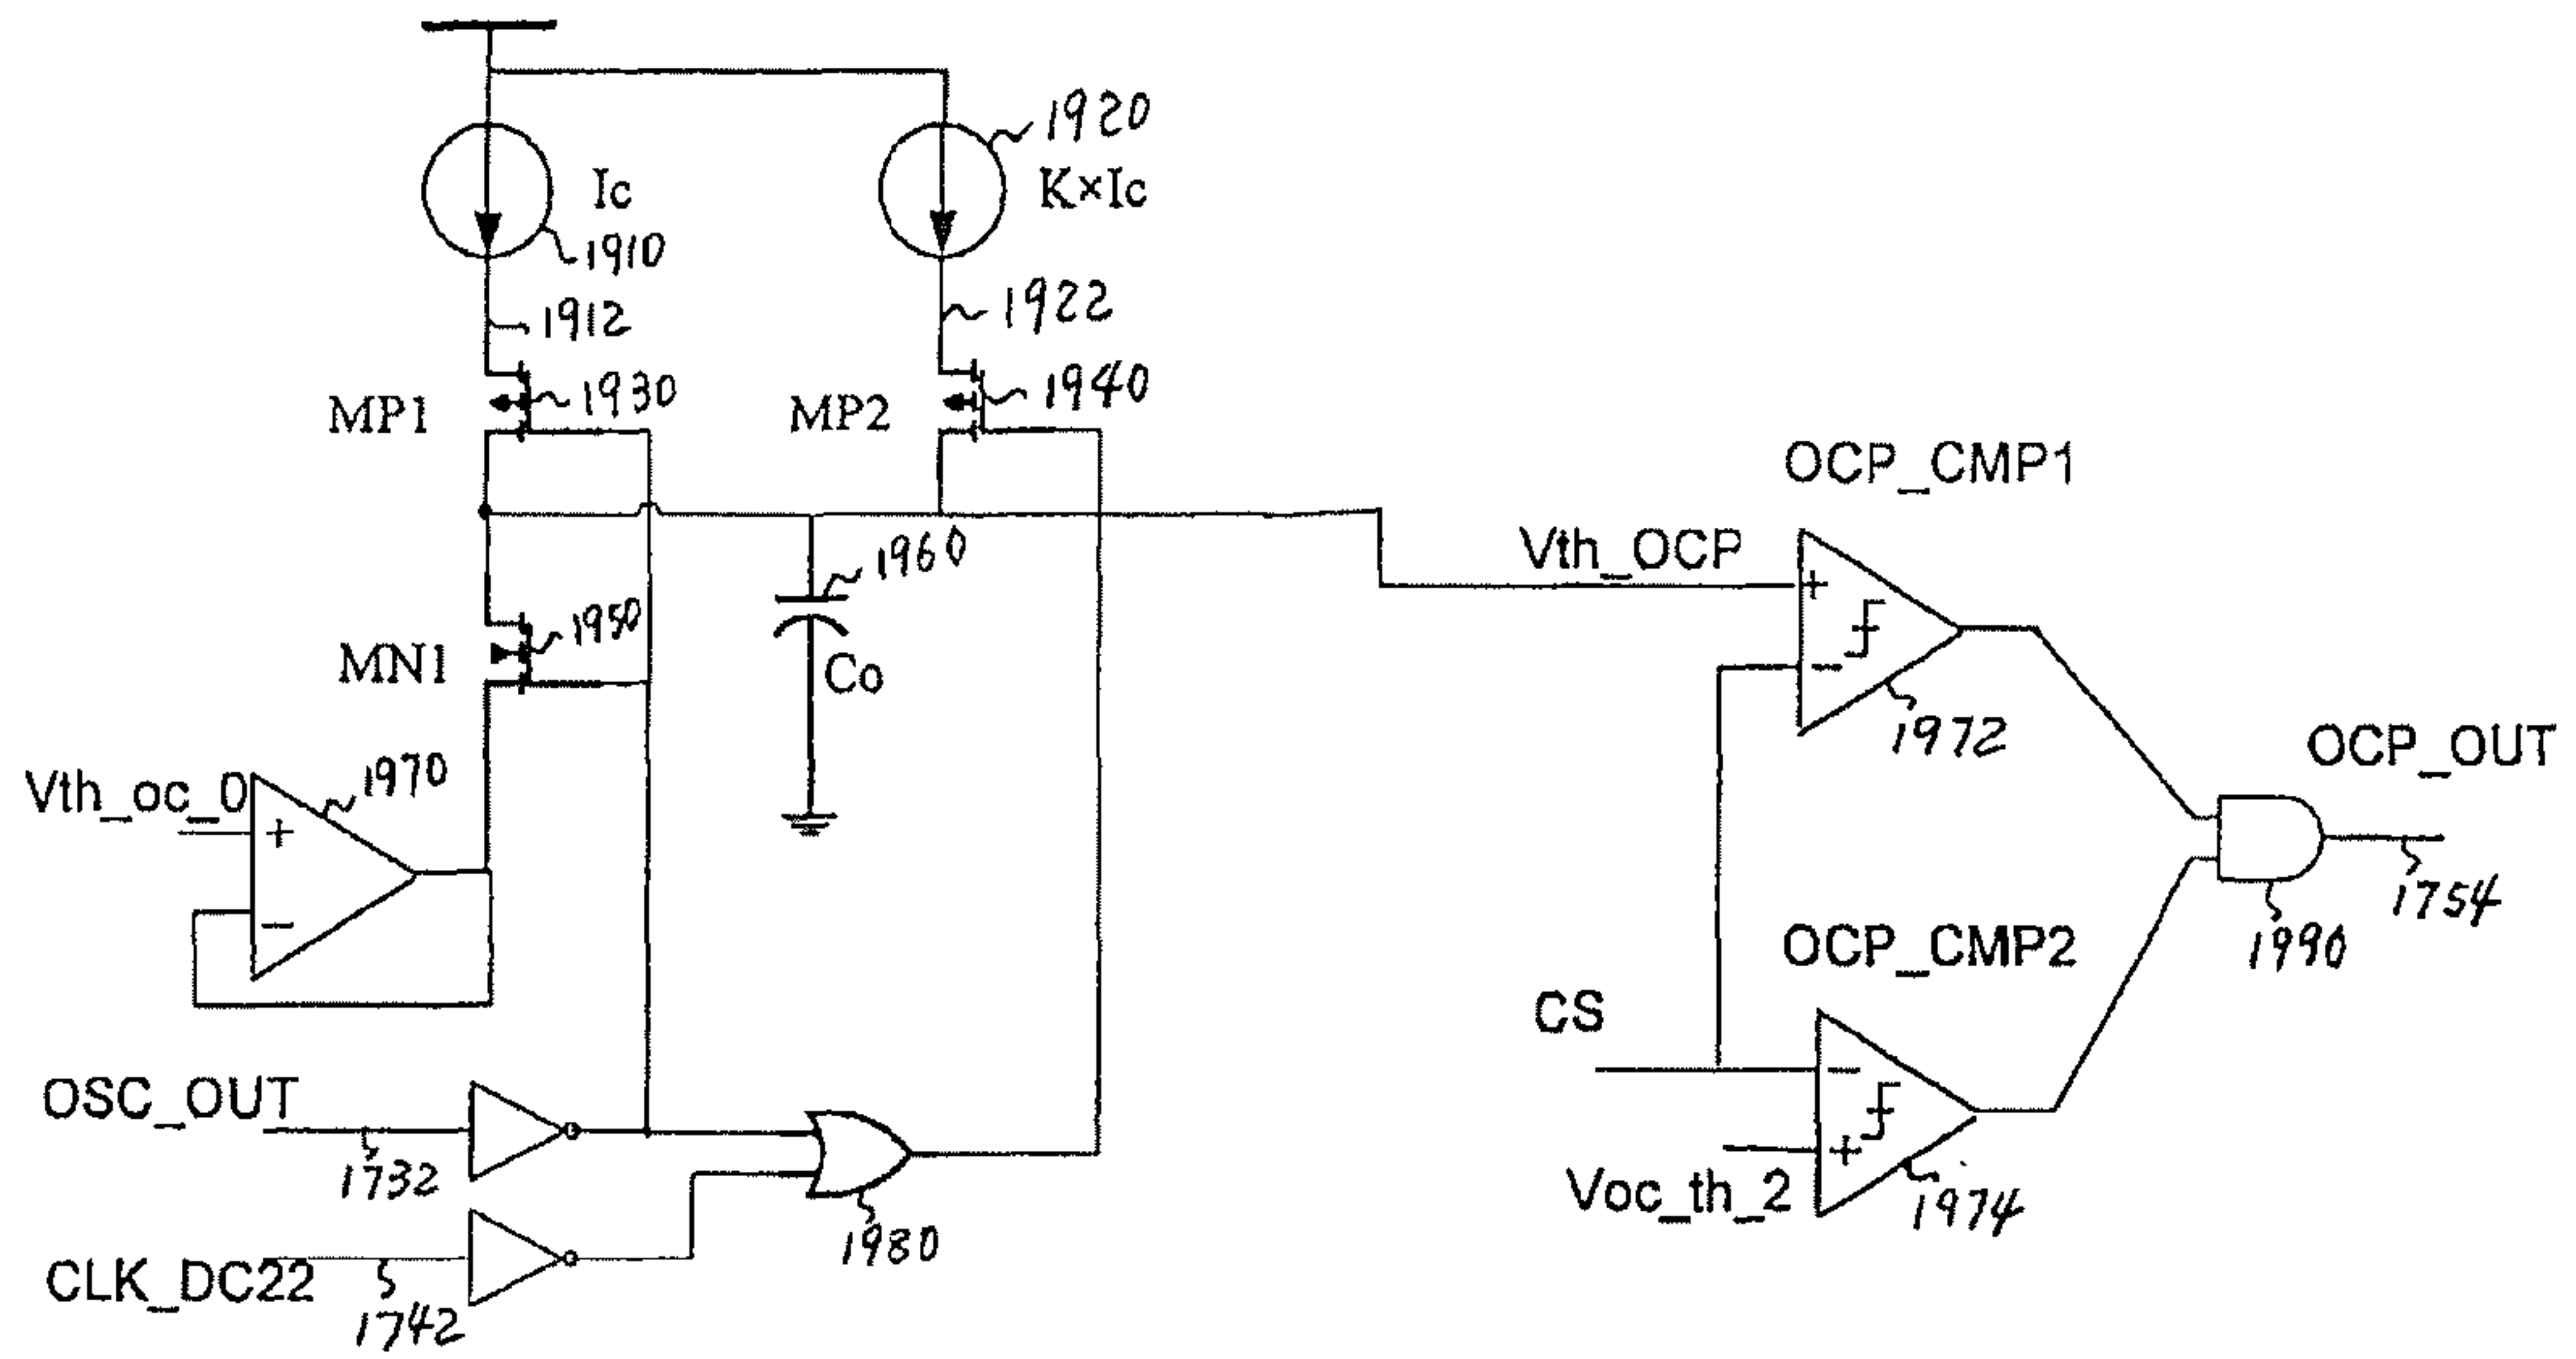 1920
Ic
K×Ic
1910
1912
1922
MP1
1930
MP2
1940
OCP_CMP1
Vth_OCP
+
1960
1950
MN1
Co
−
1972
1970
Vth_oc_0
+
−
OCP_OUT
1754
1990
OCP_CMP2
CS
−
+
Voc_th_2
1974
OSC_OUT
1732
1980
CLK_DC22
1742